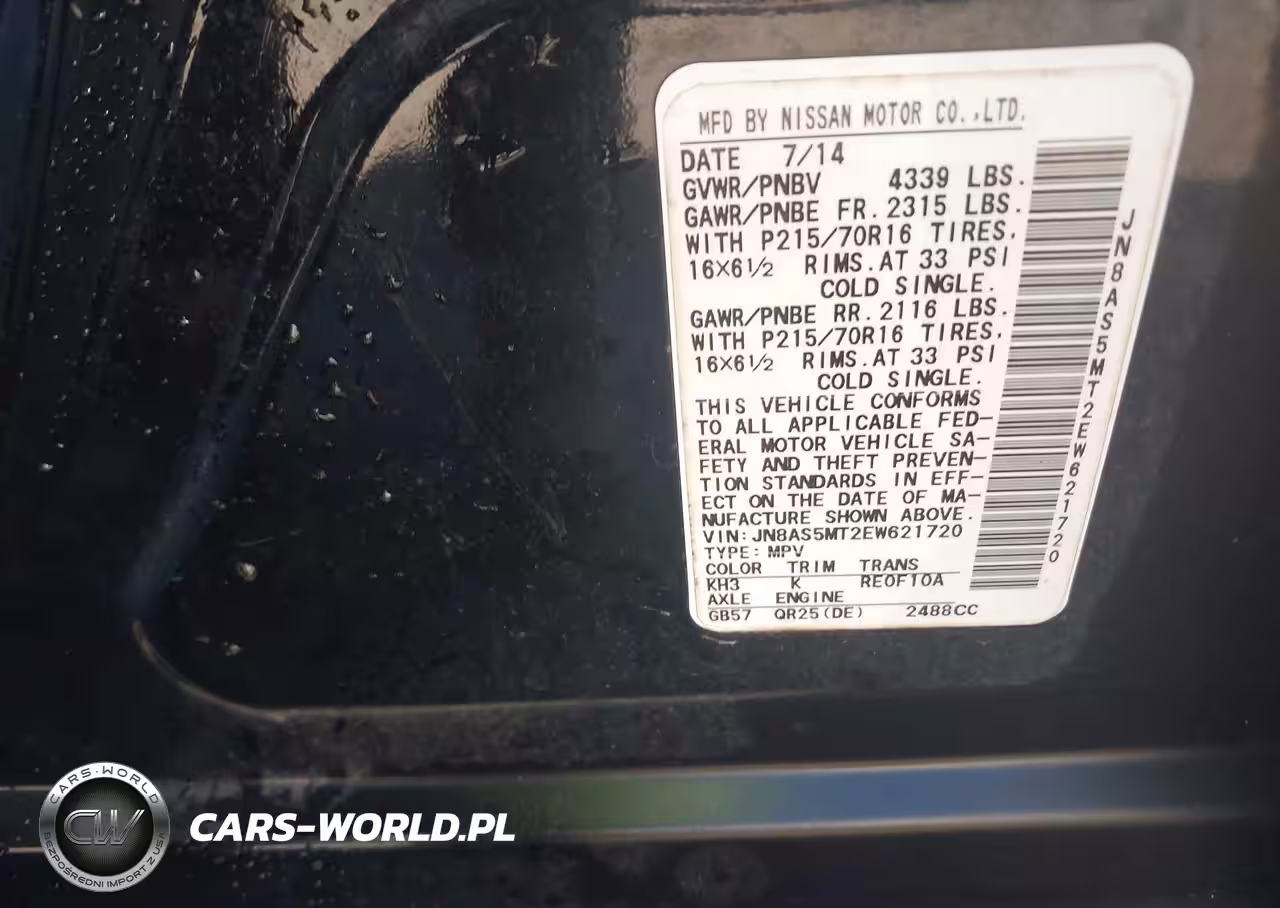 MFD BY NISSAN MOTOR CO.,LTD.
DATE 7/14
GVWR/PNBV 4339 LBS.
GAWR/PNBE FR. 2315 LBS.
WITH P215/70R16 TIRES.
16X6½ RIMS. AT 33 PSI
COLD SINGLE.
GAWR/PNBE RR. 2116 LBS.
WITH P215/70R16 TIRES.
16X6½ RIMS. AT 33 PSI
COLD SINGLE.
THIS VEHICLE CONFORMS
TO ALL APPLICABLE FED-
ERAL MOTOR VEHICLE SA-
FETY AND THEFT PREVEN-
TION STANDARDS IN EFF-
ECT ON THE DATE OF MA-
NUFACTURE SHOWN ABOVE.
VIN:JN8AS5MT2EW621720
TYPE:MPV
COLOR TRIM TRANS
KH3 K RE0F10A
AXLE ENGINE
GB57 QR25(DE) 2488CC
JN8AS5MT2EW621720
CARS-WORLD
CW
BEZPOŚREDNI IMPORT Z USA
CARS-WORLD.PL